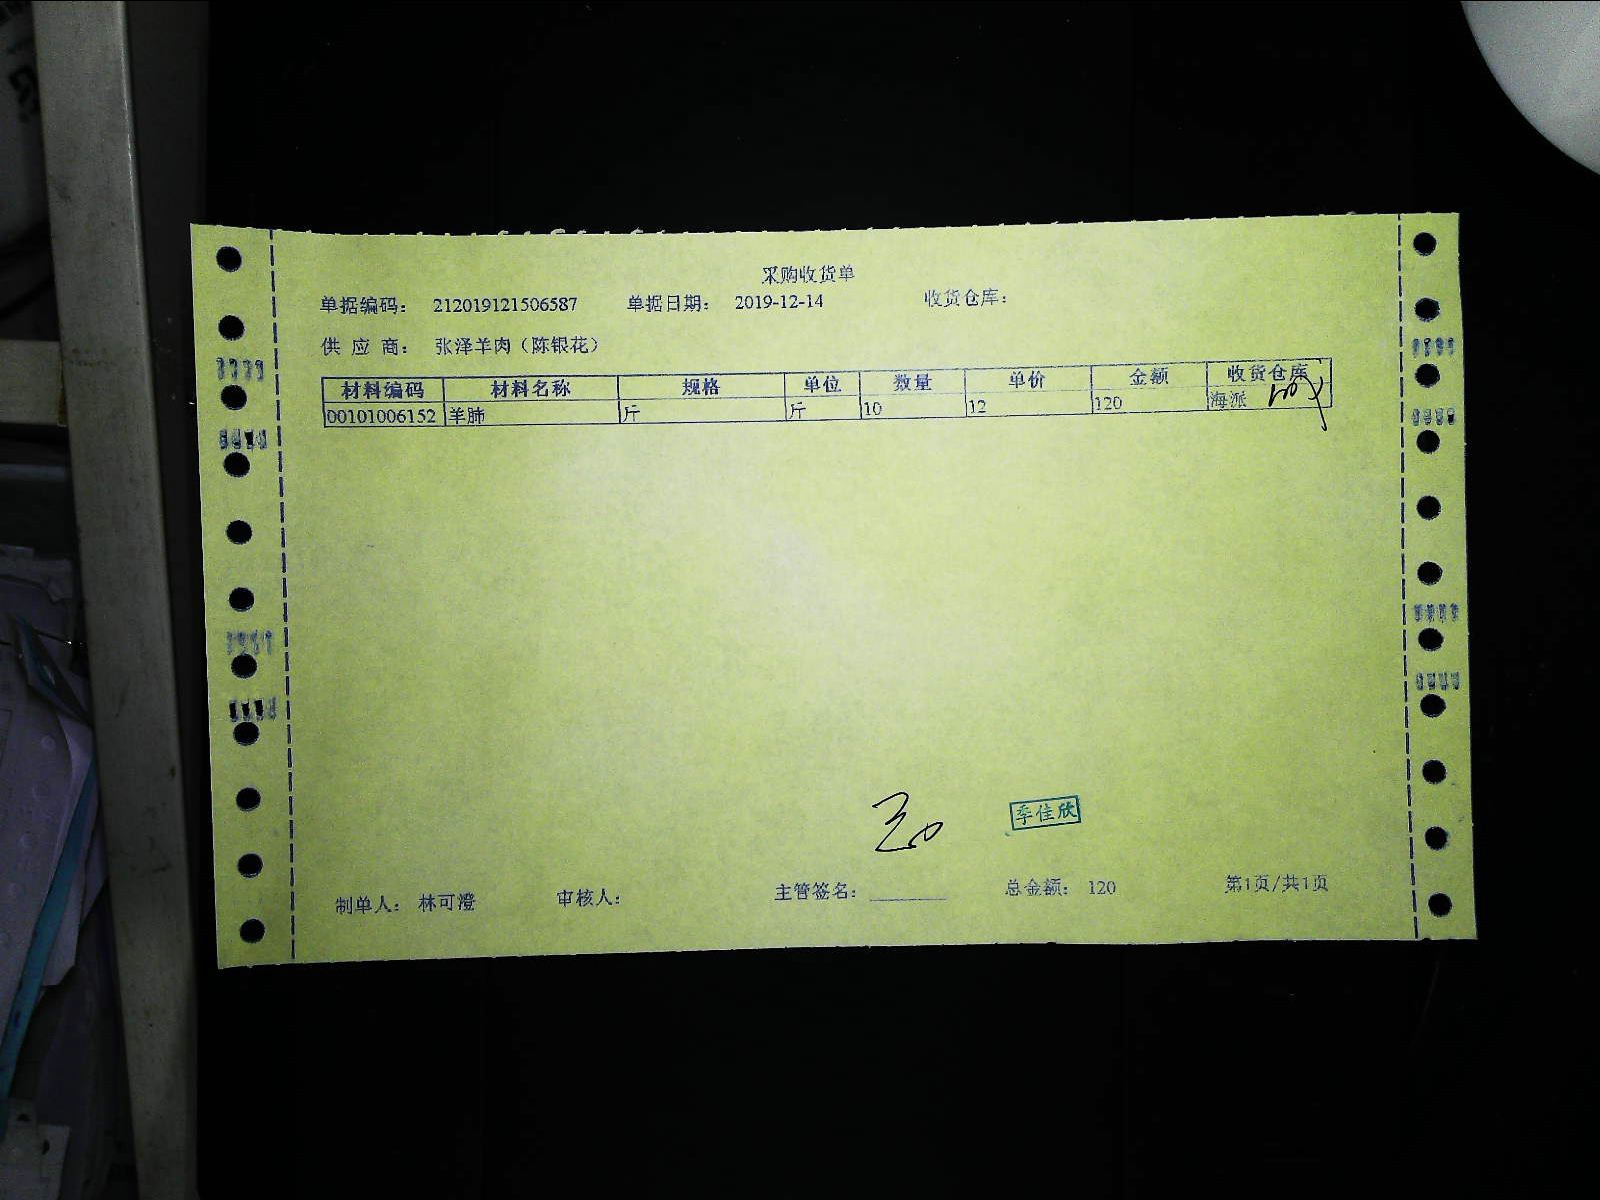 采购收货单
单据编码： 212019121506587 单据日期： 2019-12-14 收货仓库：
供 应 商： 张泽羊肉（陈银花）
材料编码 材料名称 规格 单位 数量 单价 金额 收货仓库
00101006152 羊肺 斤 斤 10 12 120 海派
季佳欣
制单人： 林可澄 审核人： 主管签名： 总金额： 120 第1页/共1页